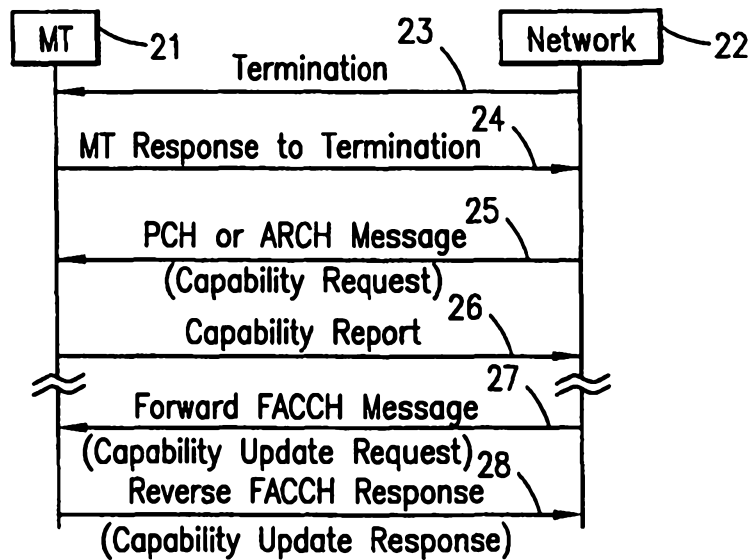 MT 21 Network 22
23
Termination
24
MT Response to Termination
25
PCH or ARCH Message
(Capability Request)
26
Capability Report
27
Forward FACCH Message
(Capability Update Request)
28
Reverse FACCH Response
(Capability Update Response)